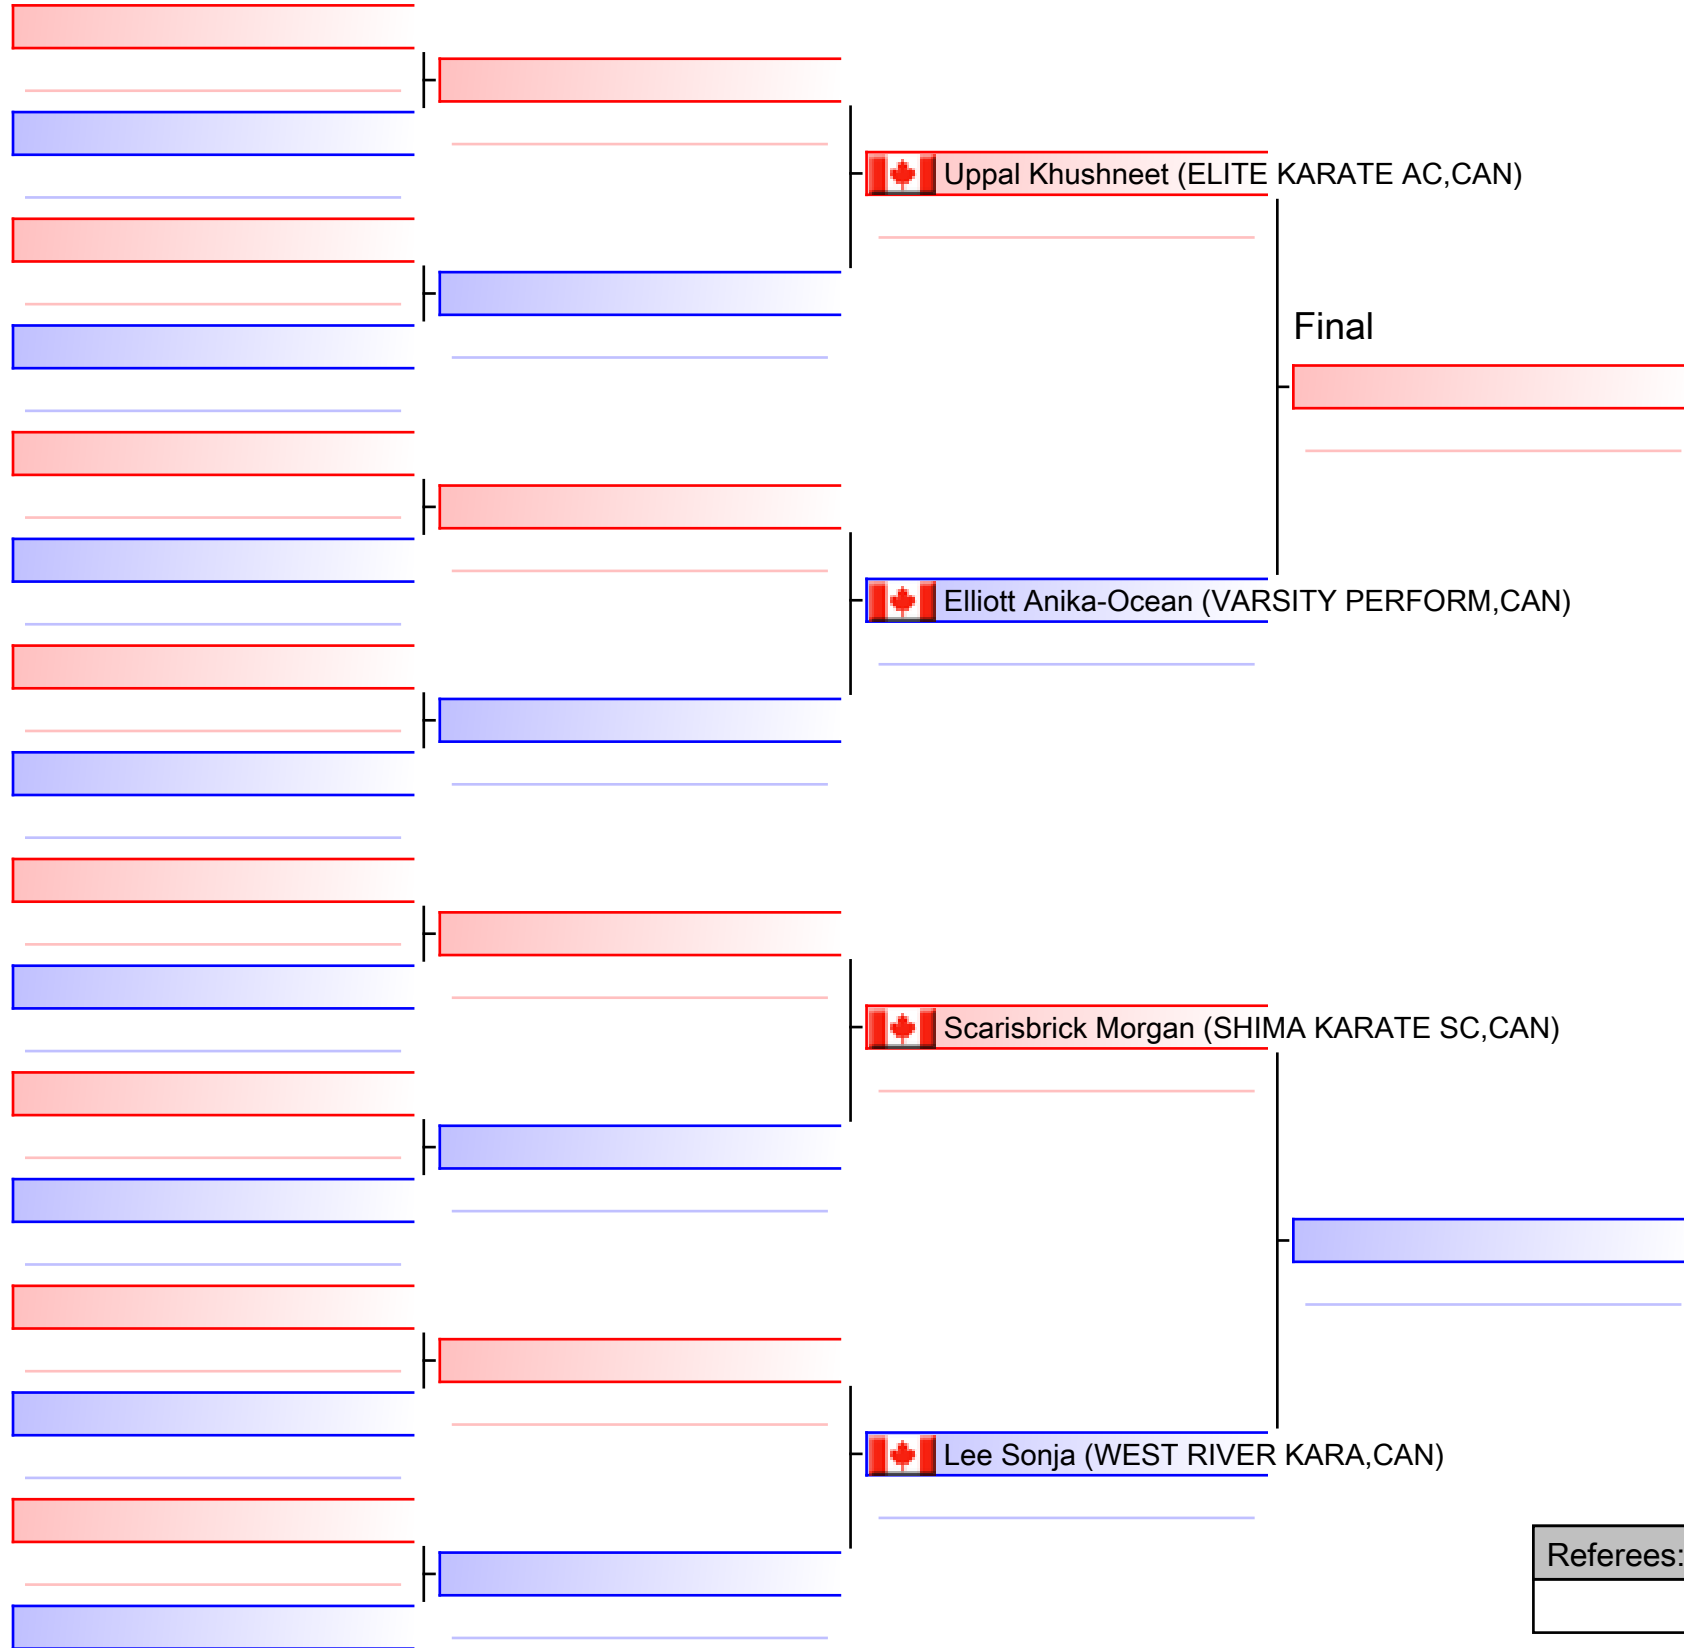 Uppal Khushneet (ELITE KARATE AC,CAN)
Final
Elliott Anika-Ocean (VARSITY PERFORM,CAN)
Scarisbrick Morgan (SHIMA KARATE SC,CAN)
Lee Sonja (WEST RIVER KARA,CAN)
Referees: